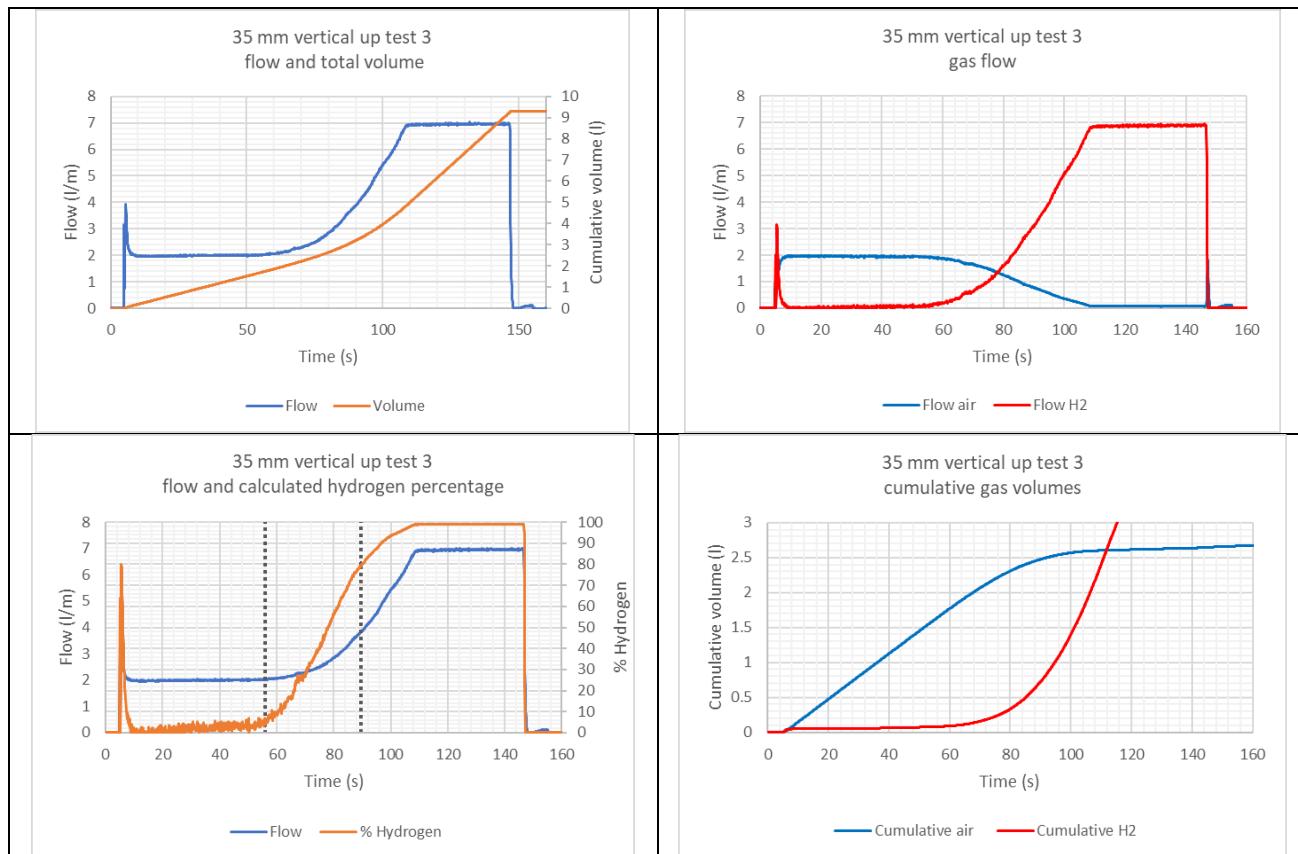 35 mm vertical up test 3
flow and total volume
8
7
6
5
4
3
2
1
0
Flow (l/m)
10
9
8
7
6
5
4
3
2
1
0
Cumulative volume (l)
0 50 100 150
Time (s)
Flow Volume
35 mm vertical up test 3
gas flow
8
7
6
5
4
3
2
1
0
Flow (l/m)
0 20 40 60 80 100 120 140 160
Time (s)
Flow air Flow H2
35 mm vertical up test 3
flow and calculated hydrogen percentage
8
7
6
5
4
3
2
1
0
Flow (l/m)
100
90
80
70
60
50
40
30
20
10
0
% Hydrogen
0 20 40 60 80 100 120 140 160
Time (s)
Flow % Hydrogen
35 mm vertical up test 3
cumulative gas volumes
3
2.5
2
1.5
1
0.5
0
Cumulative volume (l)
0 20 40 60 80 100 120 140 160
Time (s)
Cumulative air Cumulative H2